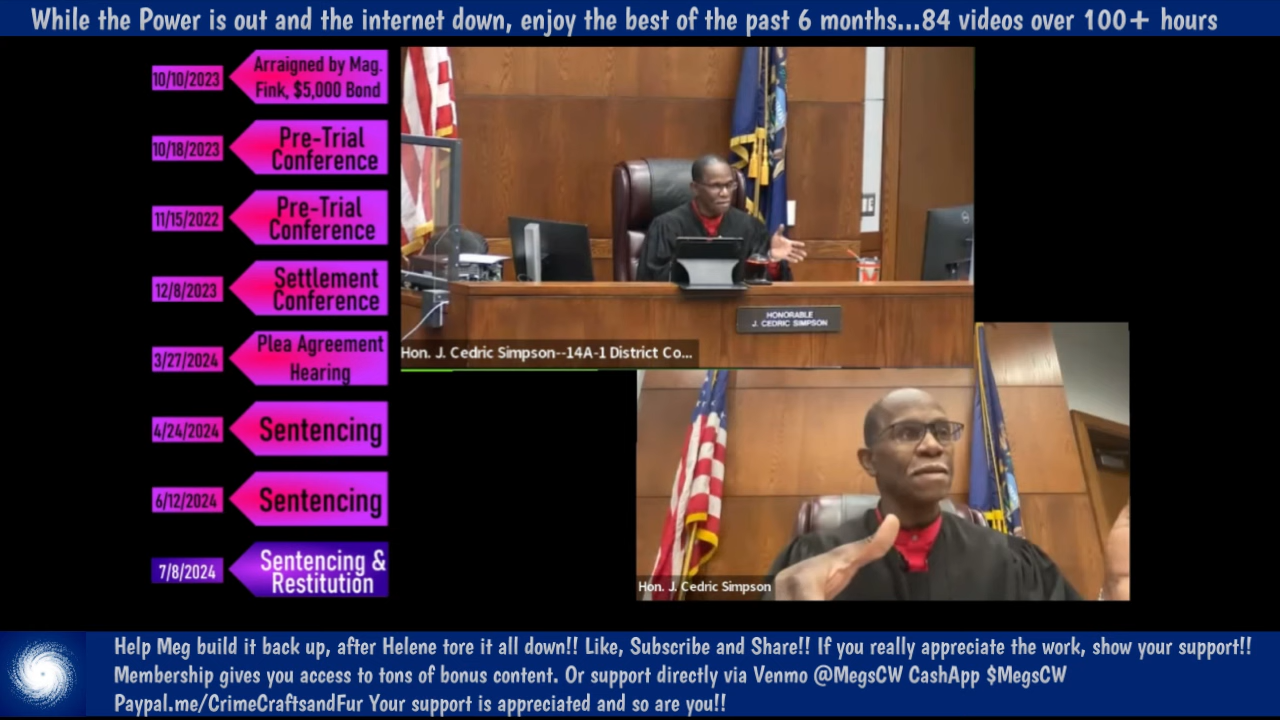 While the Power is out and the internet down, enjoy the best of the past 6 months...84 videos over 100+ hours
10/10/2023
Arraigned by Mag.
Fink, $5,000 Bond
10/18/2023
Pre-Trial
Conference
11/15/2022
Pre-Trial
Conference
12/8/2023
Settlement
Conference
3/27/2024
Plea Agreement
Hearing
4/24/2024
Sentencing
6/12/2024
Sentencing
7/8/2024
Sentencing &
Restitution
HONORABLE
J. CEDRIC SIMPSON
Hon. J. Cedric Simpson--14A-1 District Co...
Hon. J. Cedric Simpson
Help Meg build it back up, after Helene tore it all down!! Like, Subscribe and Share!! If you really appreciate the work, show your support!!
Membership gives you access to tons of bonus content. Or support directly via Venmo @MegsCW CashApp $MegsCW
Paypal.me/CrimeCraftsandFur Your support is appreciated and so are you!!